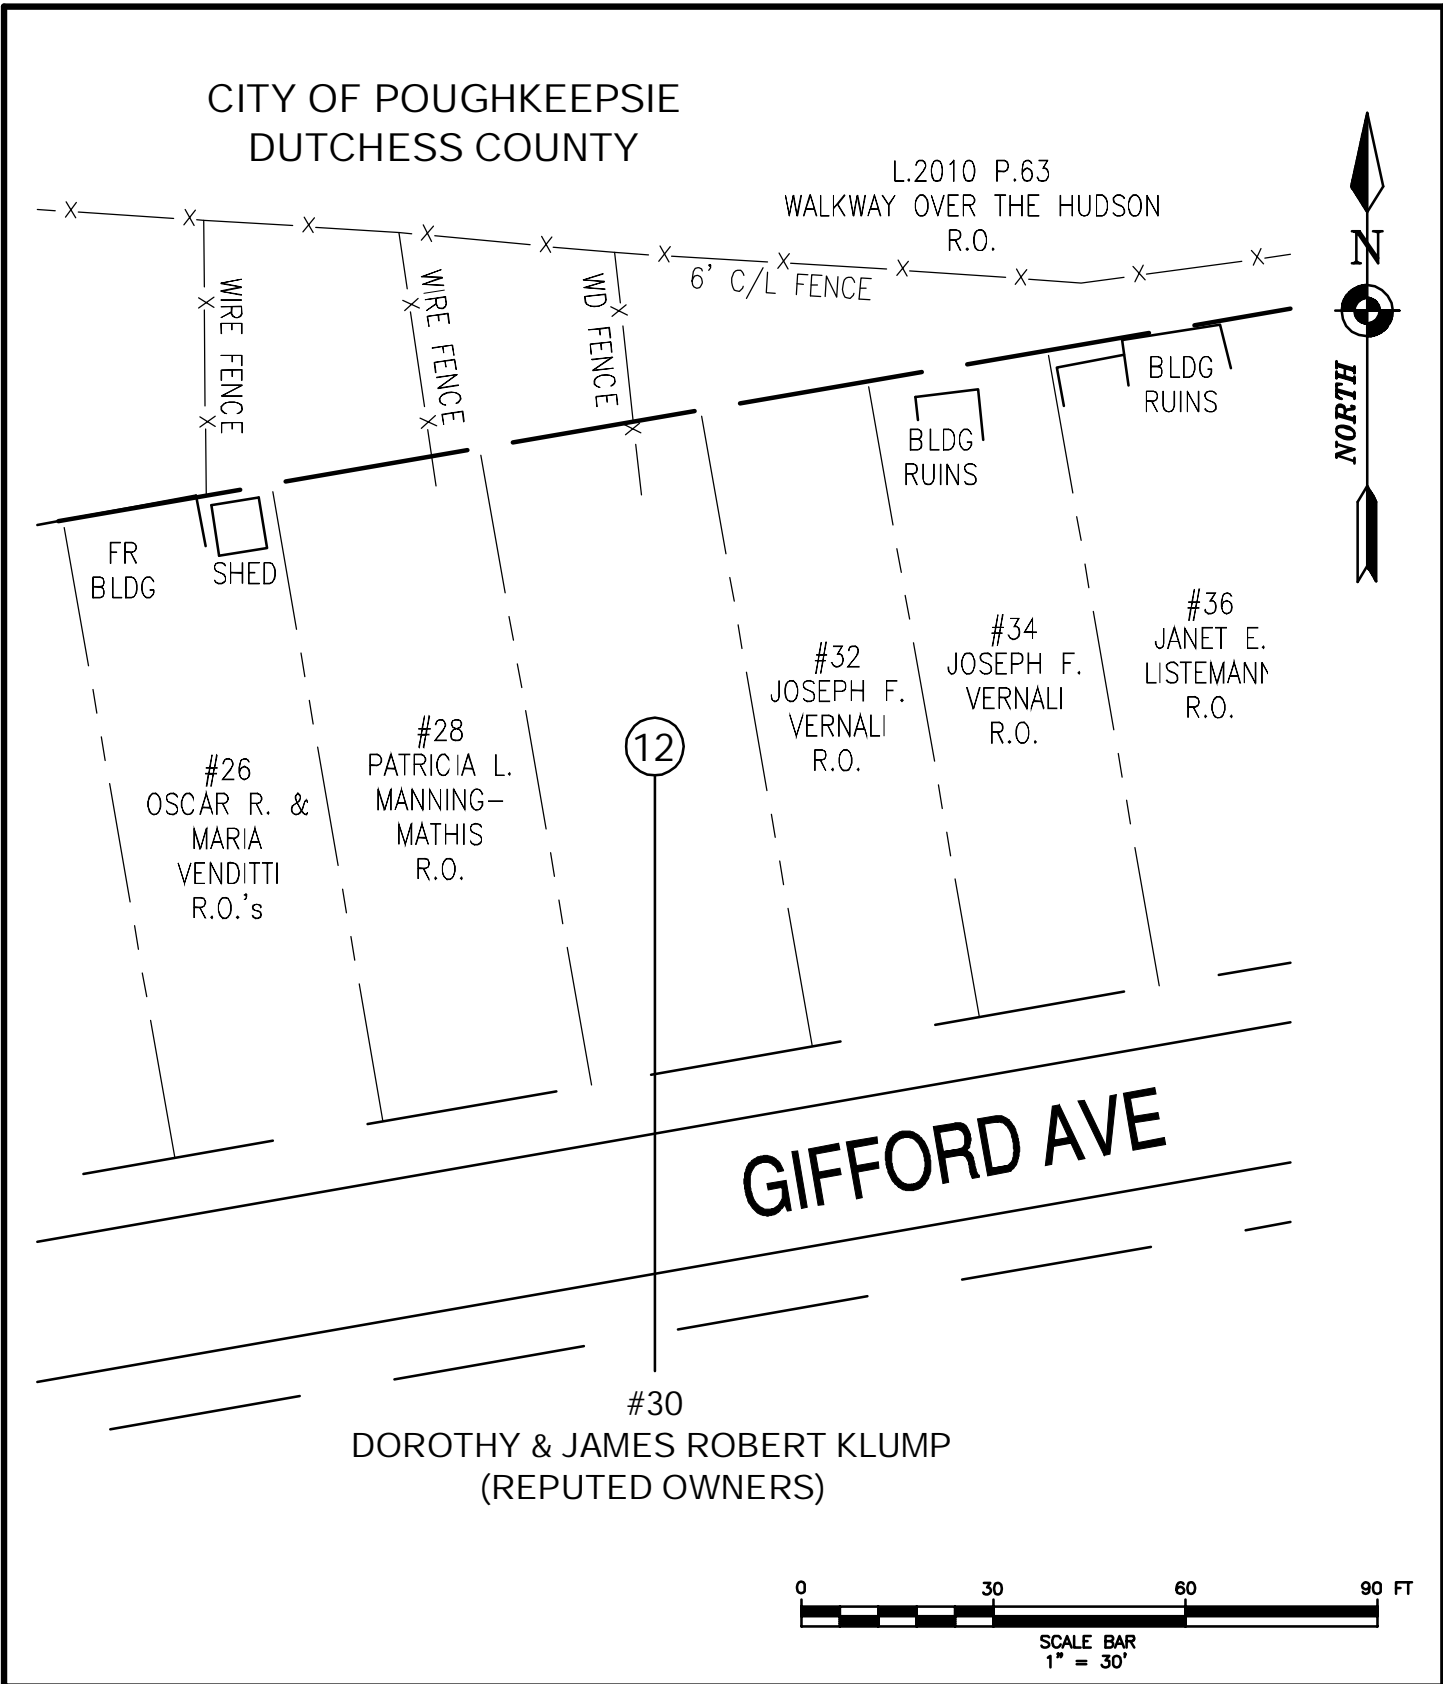 CITY OF POUGHKEEPSIE
DUTCHESS COUNTY
L.2010 P.63
WALKWAY OVER THE HUDSON
R.O.
N
NORTH
6' C/L FENCE
WIRE FENCE
WIRE FENCE
WD FENCE
BLDG
RUINS
BLDG
RUINS
FR
BLDG
SHED
#26
OSCAR R. &
MARIA
VENDITTI
R.O.'s
#28
PATRICIA L.
MANNING-
MATHIS
R.O.
12
#32
JOSEPH F.
VERNALI
R.O.
#34
JOSEPH F.
VERNALI
R.O.
#36
JANET E.
LISTEMANN
R.O.
GIFFORD AVE
#30
DOROTHY & JAMES ROBERT KLUMP
(REPUTED OWNERS)
0 30 60 90 FT
SCALE BAR
1" = 30'